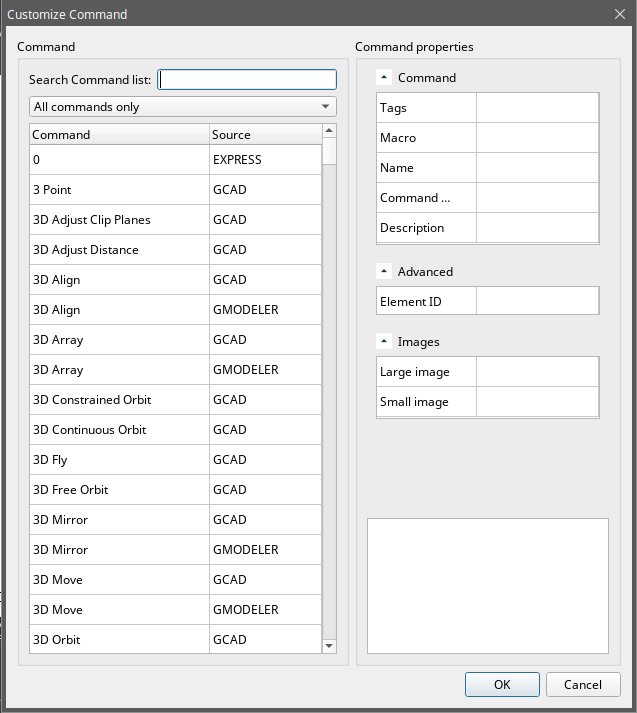 Customize Command
Command
Search Command list:
All commands only
Command Source
0 EXPRESS
3 Point GCAD
3D Adjust Clip Planes GCAD
3D Adjust Distance GCAD
3D Align GCAD
3D Align GMODELER
3D Array GCAD
3D Array GMODELER
3D Constrained Orbit GCAD
3D Continuous Orbit GCAD
3D Fly GCAD
3D Free Orbit GCAD
3D Mirror GCAD
3D Mirror GMODELER
3D Move GCAD
3D Move GMODELER
3D Orbit GCAD
Command properties
Command
Tags
Macro
Name
Command ...
Description
Advanced
Element ID
Images
Large image
Small image
OK Cancel